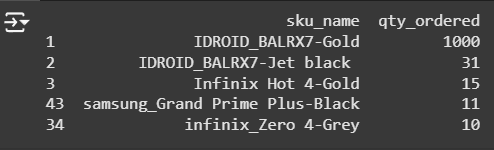 sku_name qty_ordered
1 IDROID_BALRX7-Gold 1000
2 IDROID_BALRX7-Jet black 31
3 Infinix Hot 4-Gold 15
43 samsung_Grand Prime Plus-Black 11
34 infinix_Zero 4-Grey 10